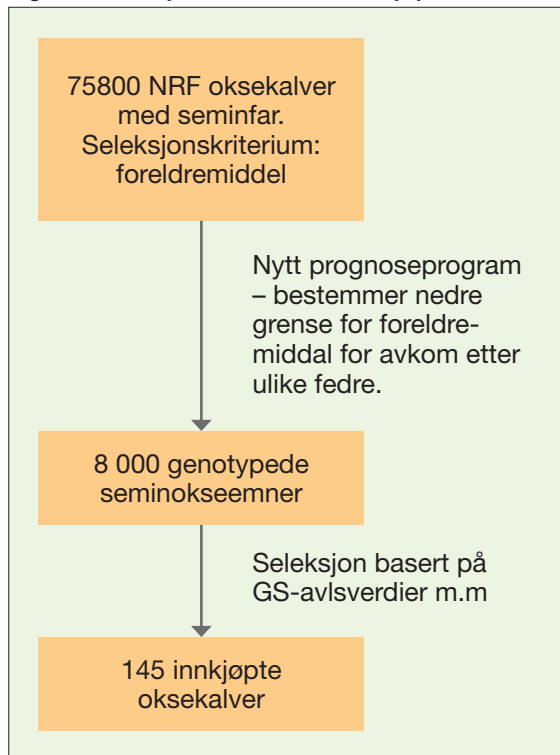 75800 NRF oksekalver
med seminfar.
Seleksjonskriterium:
foreldremiddel
Nytt prognoseprogram
– bestemmer nedre
grense for foreldre-
middal for avkom etter
ulike fedre.
8 000 genotypede
seminokseemner
Seleksjon basert på
GS-avlsverdier m.m
145 innkjøpte
oksekalver